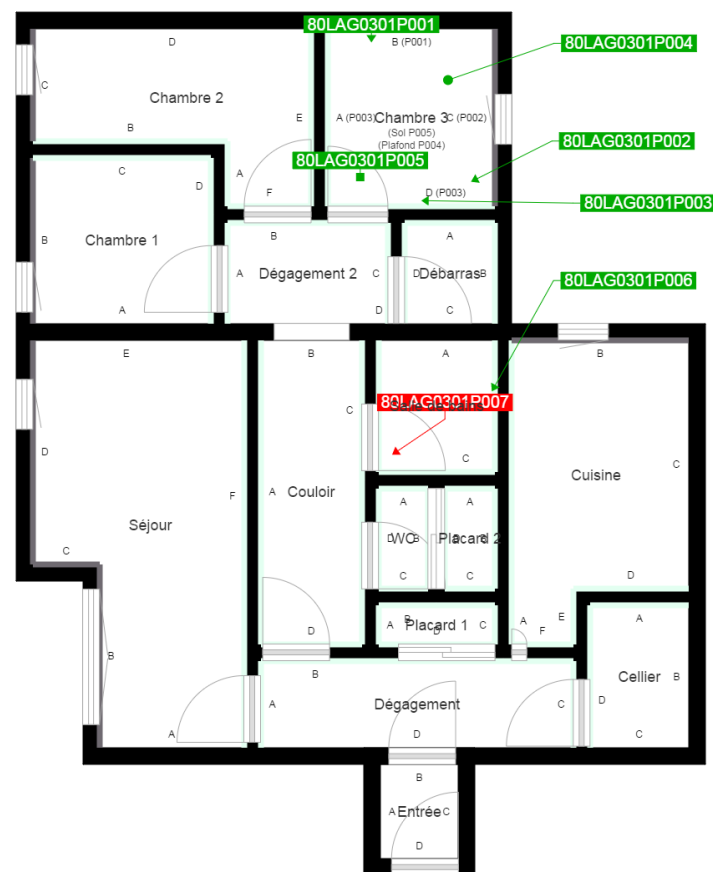 80LAG0301P001
B (P001)
80LAG0301P004
D
C
Chambre 2
E
B
A
F
A (P003)
Chambre 3
C (P002)
(Sol P005)
(Plafond P004)
80LAG0301P002
80LAG0301P005
D (P003)
80LAG0301P003
C
D
B
Chambre 1
A
B
A
Dégagement 2
C
D
A
D
Débarras
B
C
80LAG0301P006
E
D
Séjour
F
C
B
A
B
C
A
Couloir
D
A
80LAG0301P007
C
B
Cuisine
C
D
E
F
A
A
D
WC
B
C
A
D
Placard 2
B
C
B
A
Placard 1
D
C
A
Cellier
B
D
C
B
A
Dégagement
C
D
B
A
Entrée
C
D